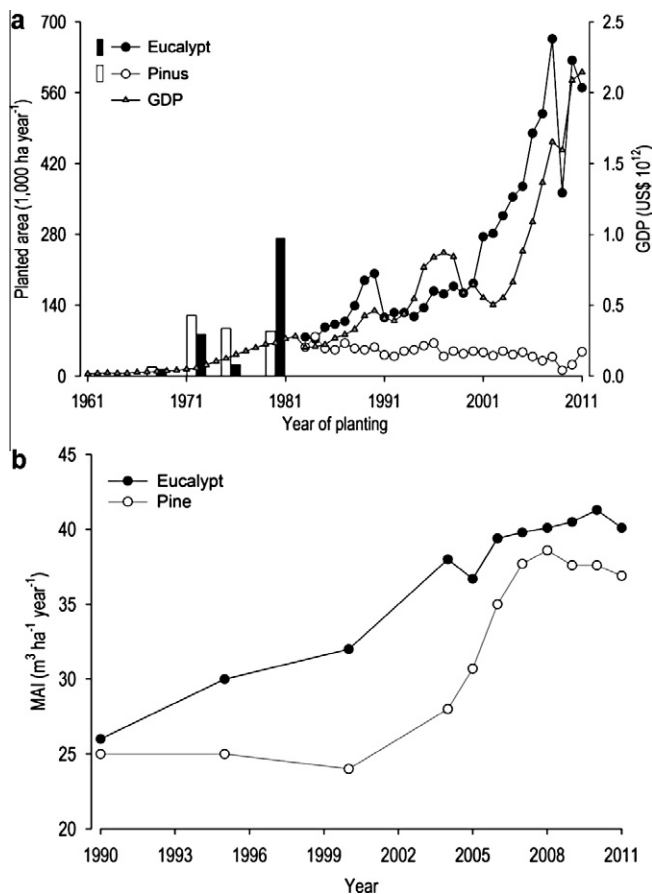 a
700
560
420
280
140
0
Planted area (1,000 ha year⁻¹)
Eucalypt
Pinus
GDP
2.5
2.0
1.5
1.0
0.5
0.0
GDP (US$ 10¹²)
1961 1971 1981 1991 2001 2011
Year of planting
b
45
40
35
30
25
20
MAI (m³ ha⁻¹ year⁻¹)
Eucalypt
Pine
1990 1993 1996 1999 2002 2005 2008 2011
Year